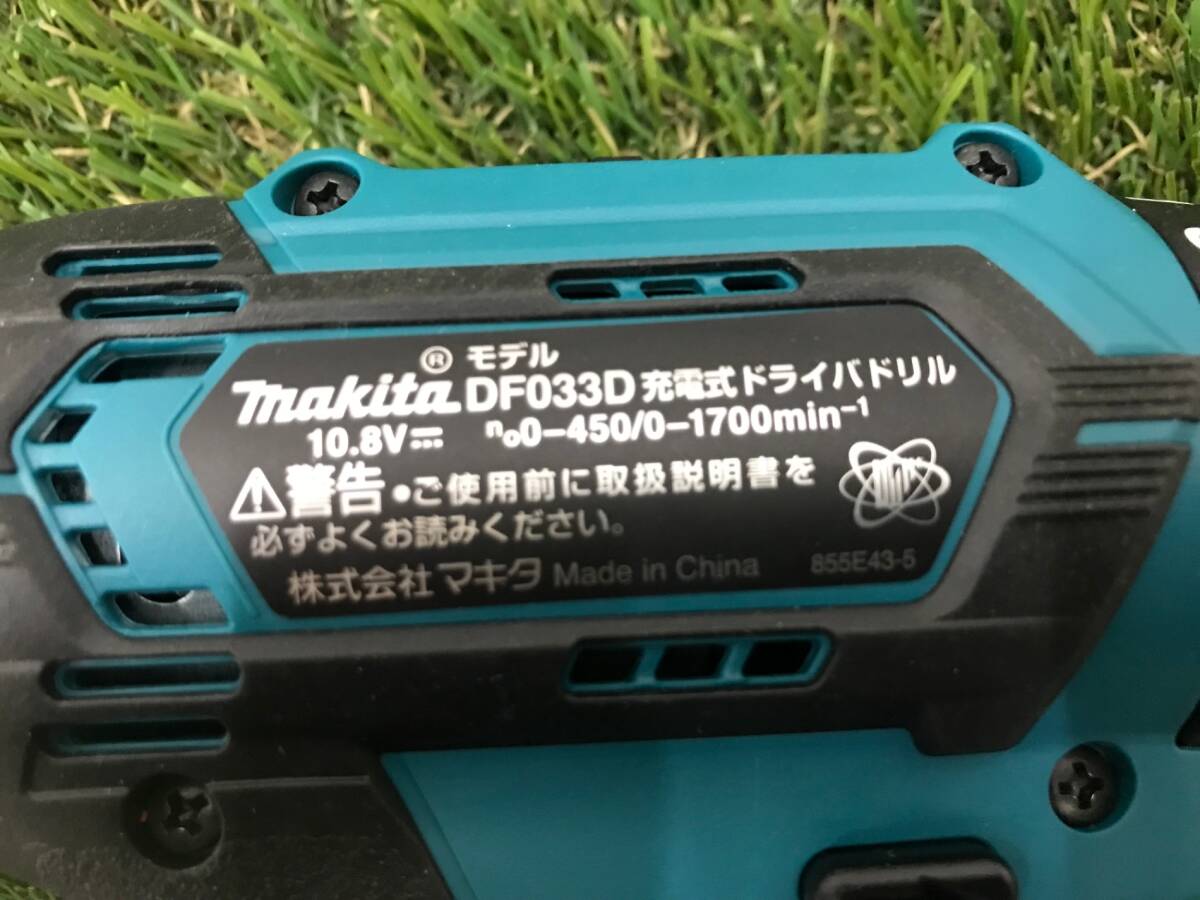 ® モデル
makita DF033D 充電式ドライバドリル
10.8V n₀0-450/0-1700min⁻¹
警告 ●ご使用前に取扱説明書を
必ずよくお読みください。
株式会社 マキタ Made in China 855E43-5